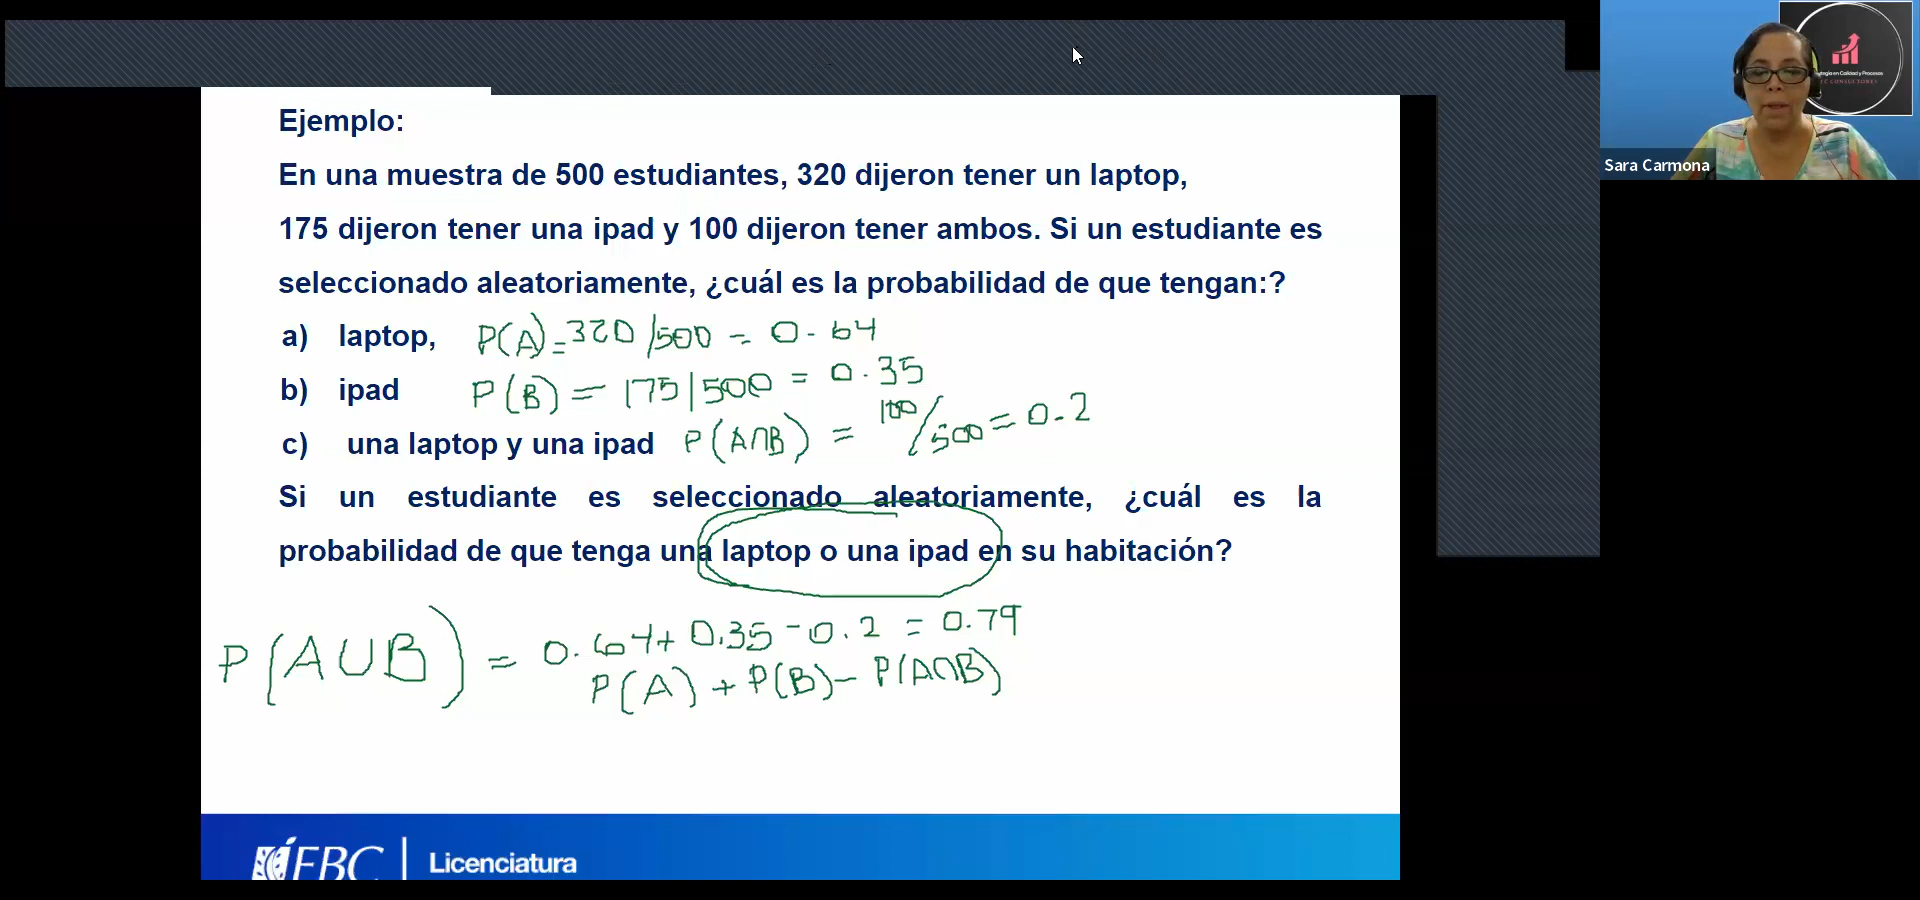 Ejemplo:
En una muestra de 500 estudiantes, 320 dijeron tener un laptop,
175 dijeron tener una ipad y 100 dijeron tener ambos. Si un estudiante es
seleccionado aleatoriamente, ¿cuál es la probabilidad de que tengan:?
a) laptop, P(A)=320/500 = 0.64
b) ipad P(B) = 175/500 = 0.35
c) una laptop y una ipad P(A∩B) = 100/500 = 0.2
Si un estudiante es seleccionado aleatoriamente, ¿cuál es la
probabilidad de que tenga una laptop o una ipad en su habitación?
P(A∪B) = 0.64+ 0.35 - 0.2 = 0.79
P(A) + P(B) - P(A∩B)
EBC | Licenciatura
Sara Carmona